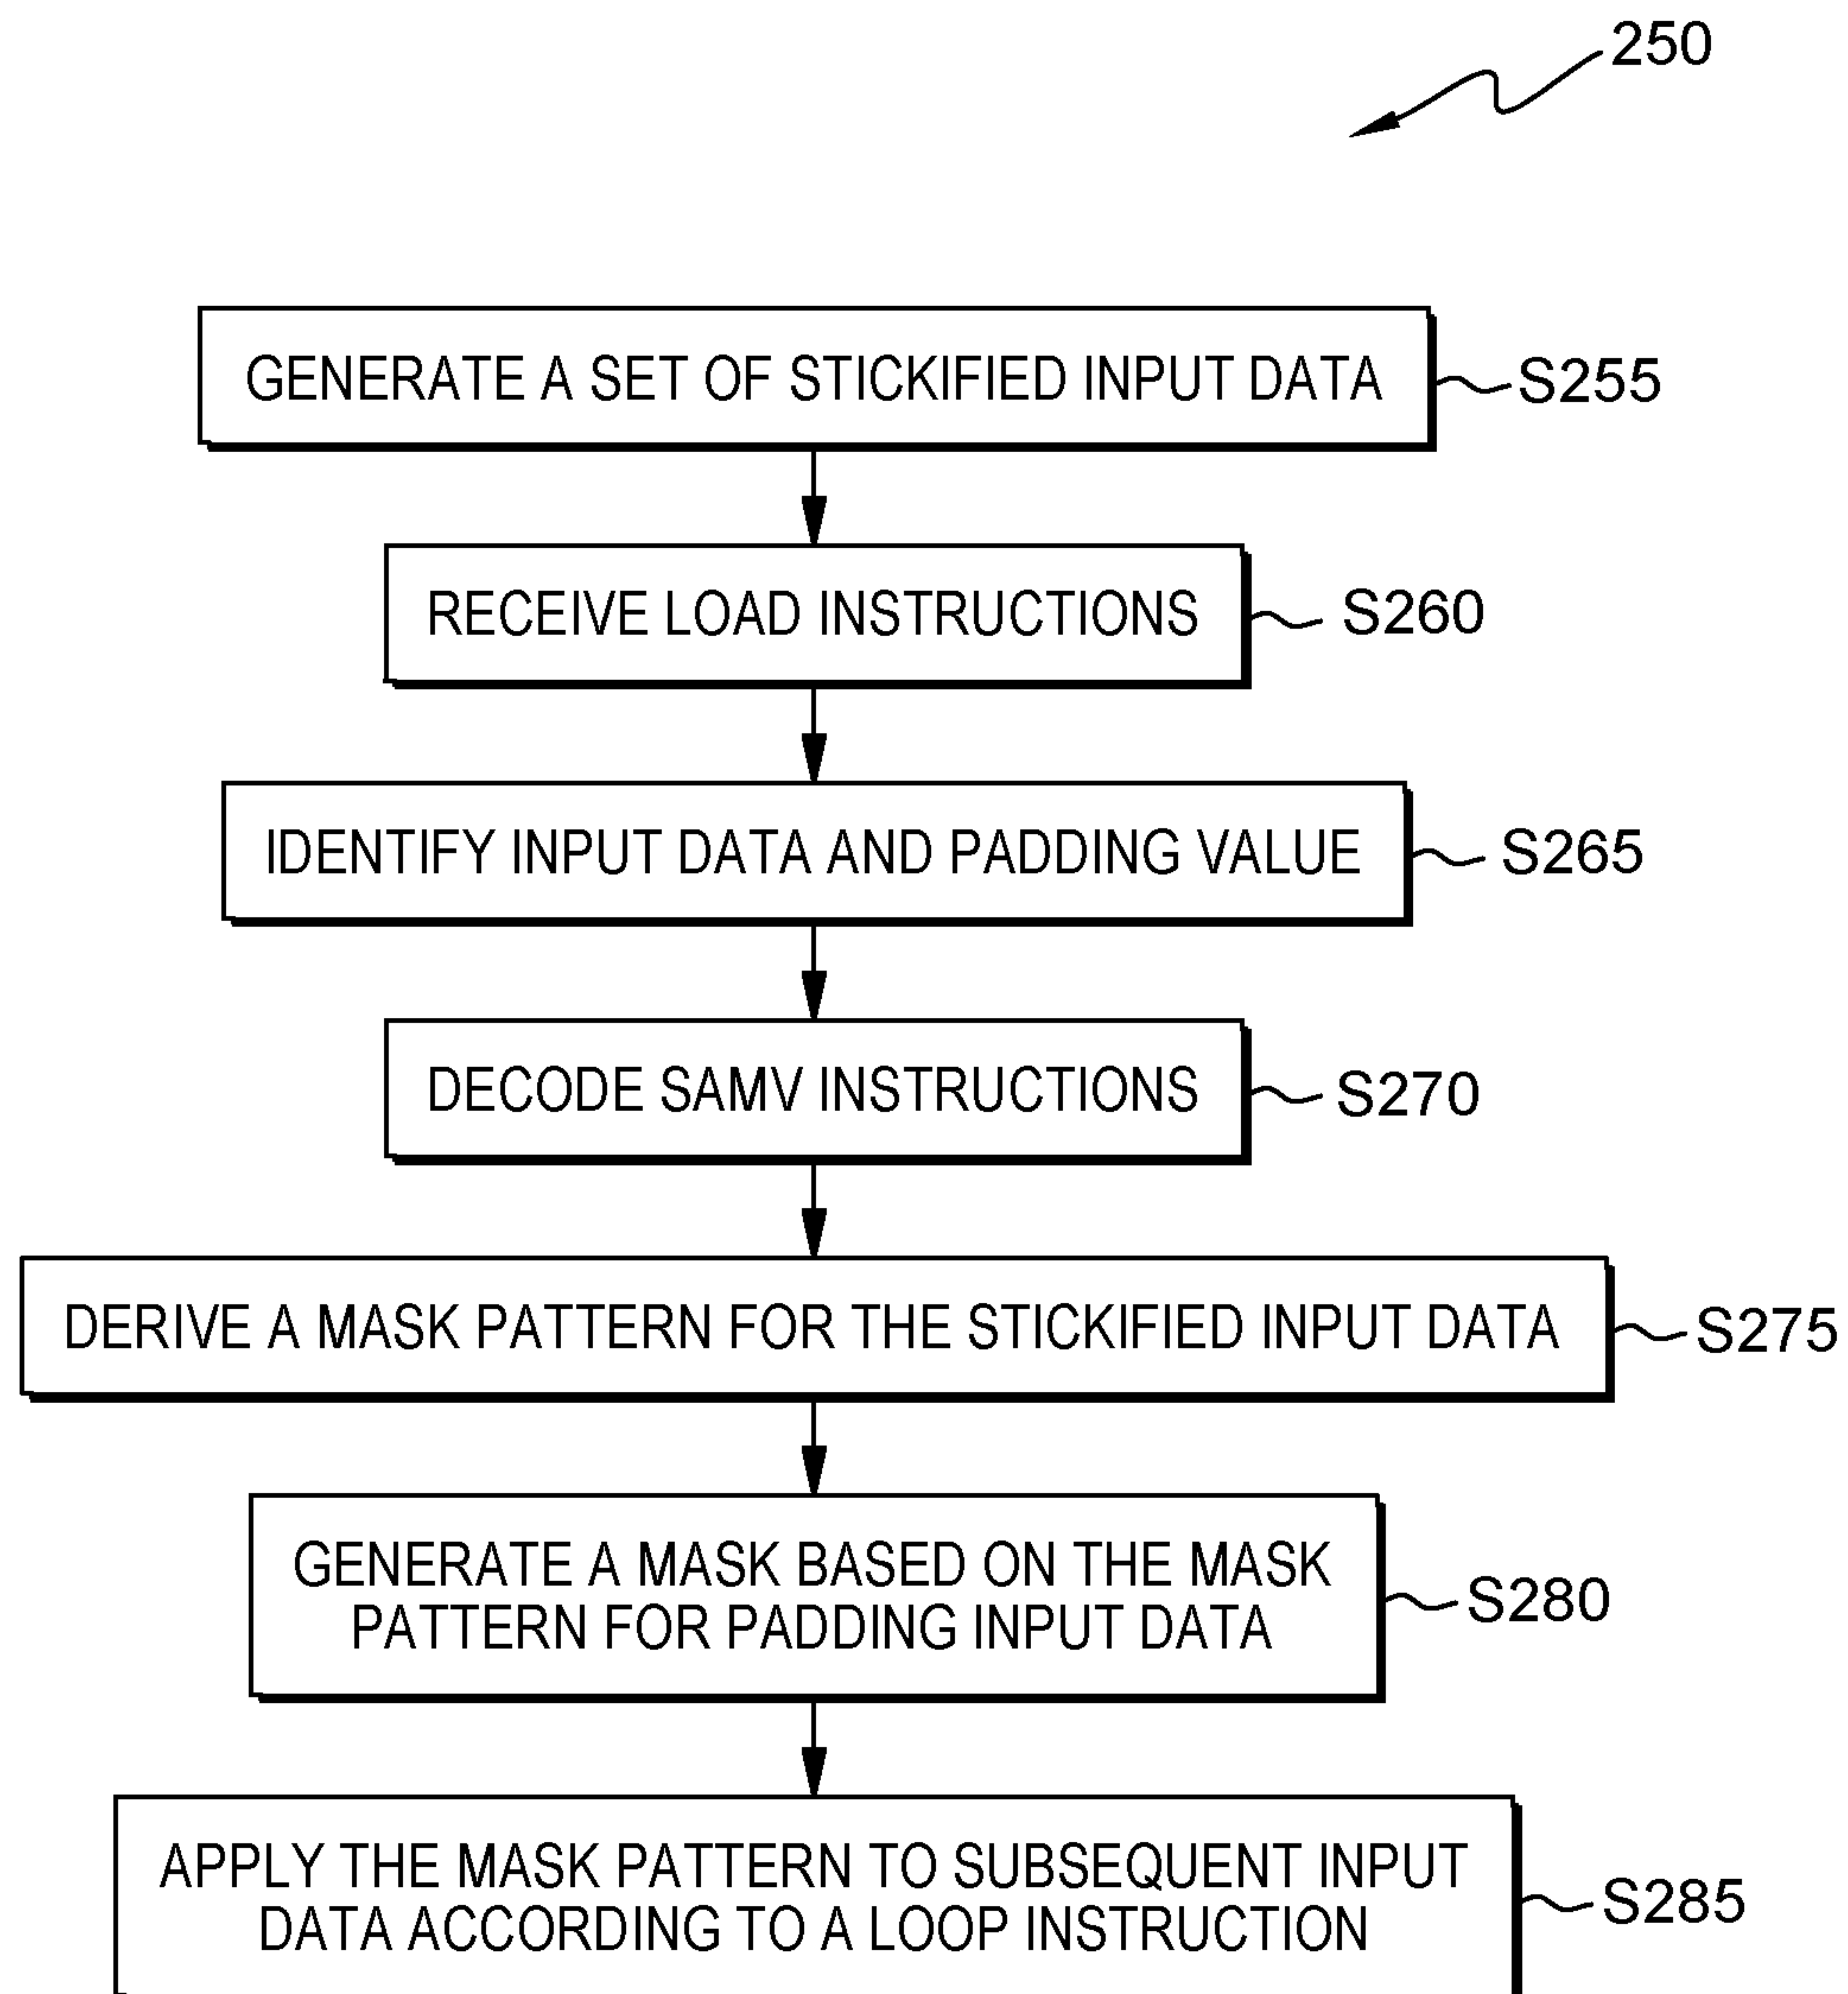 250
GENERATE A SET OF STICKIFIED INPUT DATA
S255
RECEIVE LOAD INSTRUCTIONS
S260
IDENTIFY INPUT DATA AND PADDING VALUE
S265
DECODE SAMV INSTRUCTIONS
S270
DERIVE A MASK PATTERN FOR THE STICKIFIED INPUT DATA
S275
GENERATE A MASK BASED ON THE MASK
PATTERN FOR PADDING INPUT DATA
S280
APPLY THE MASK PATTERN TO SUBSEQUENT INPUT
DATA ACCORDING TO A LOOP INSTRUCTION
S285